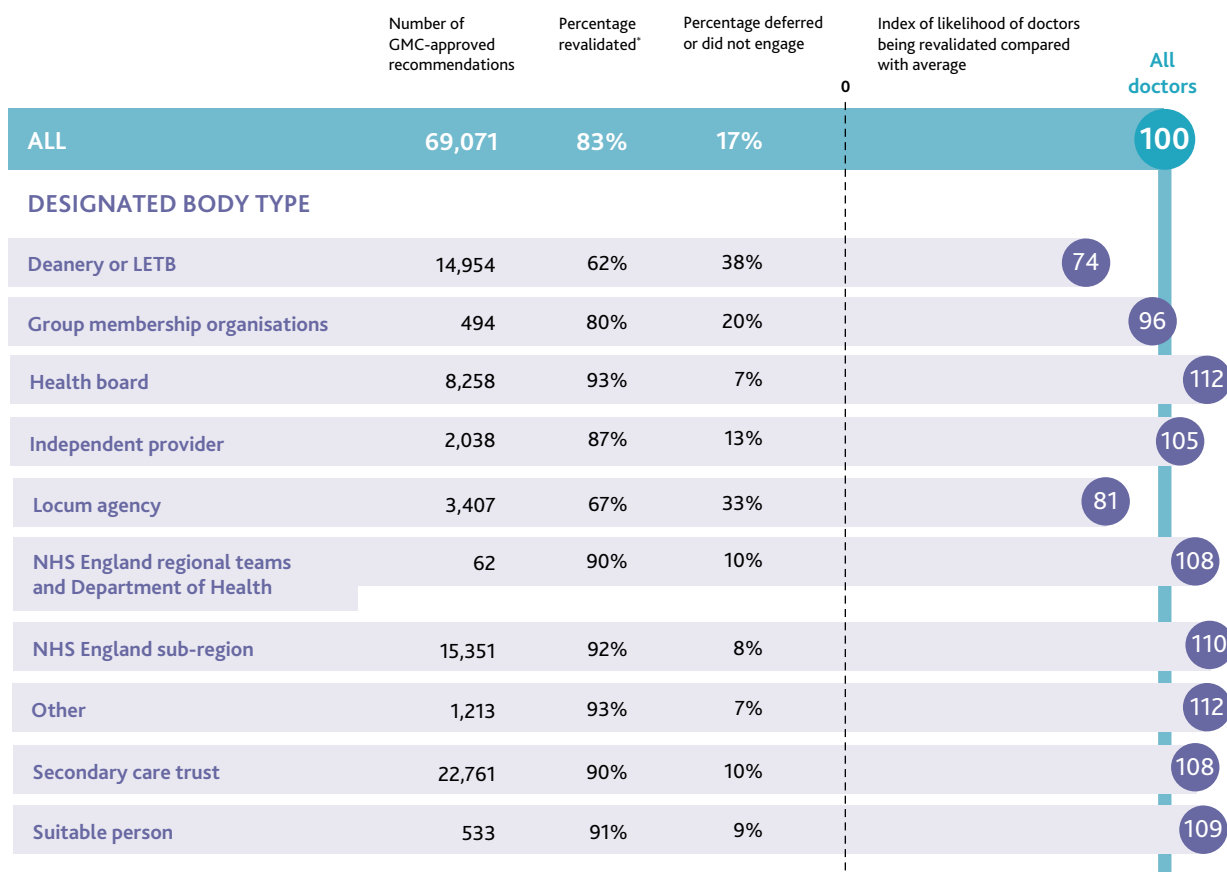 Number of GMC-approved recommendations
Percentage revalidated*
Percentage deferred or did not engage
Index of likelihood of doctors being revalidated compared with average
0
All doctors
ALL 69,071 83% 17% 100
DESIGNATED BODY TYPE
Deanery or LETB 14,954 62% 38% 74
Group membership organisations 494 80% 20% 96
Health board 8,258 93% 7% 112
Independent provider 2,038 87% 13% 105
Locum agency 3,407 67% 33% 81
NHS England regional teams and Department of Health 62 90% 10% 108
NHS England sub-region 15,351 92% 8% 110
Other 1,213 93% 7% 112
Secondary care trust 22,761 90% 10% 108
Suitable person 533 91% 9% 109